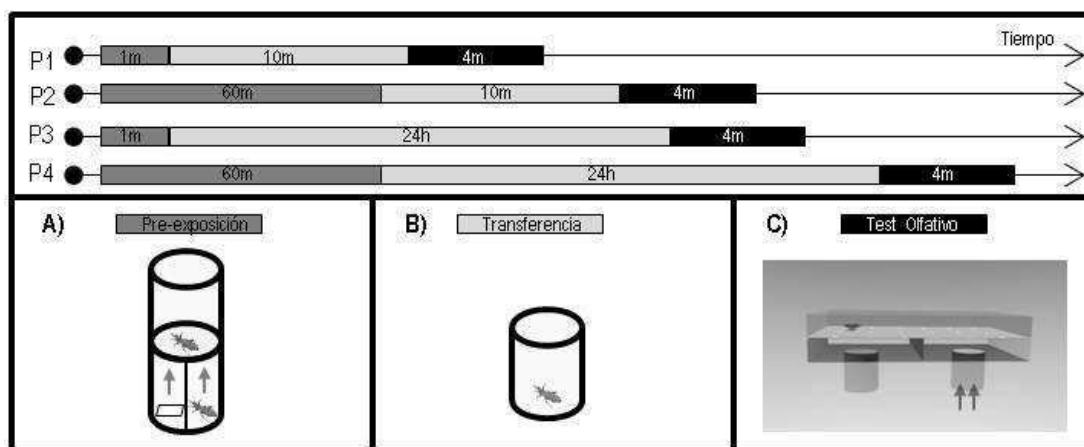 Tiempo
P1 1m 10m 4m
P2 60m 10m 4m
P3 1m 24h 4m
P4 60m 24h 4m
A) Pre-exposición
B) Transferencia
C) Test Olfativo